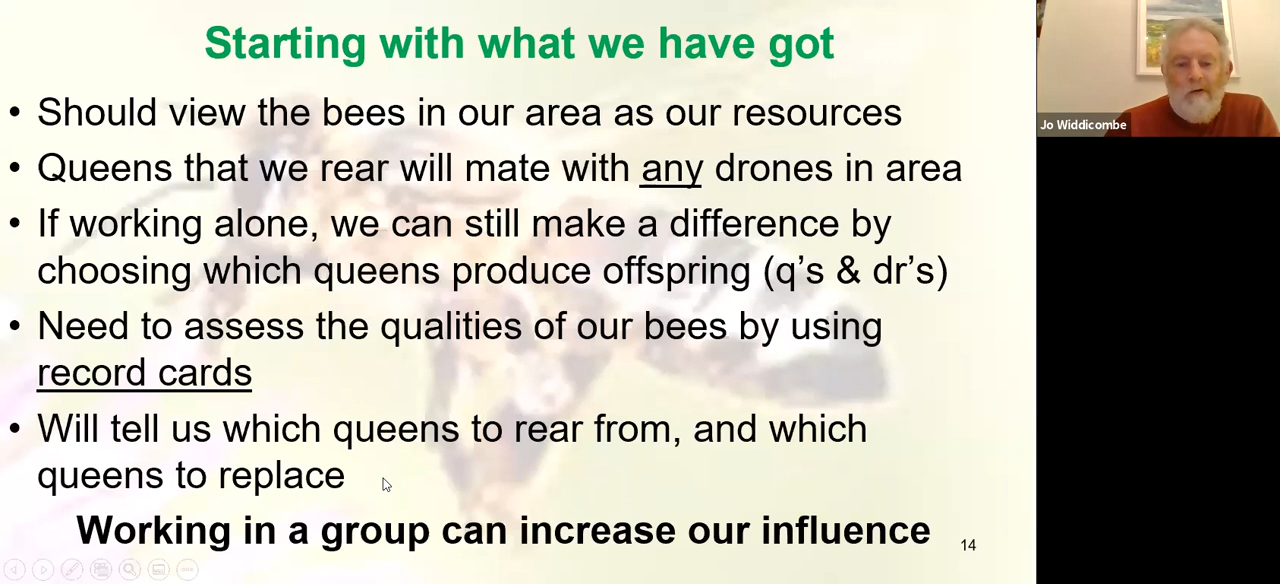 Starting with what we have got
• Should view the bees in our area as our resources
• Queens that we rear will mate with any drones in area
• If working alone, we can still make a difference by
choosing which queens produce offspring (q’s & dr’s)
• Need to assess the qualities of our bees by using
record cards
• Will tell us which queens to rear from, and which
queens to replace
Working in a group can increase our influence
14
Jo Widdicombe